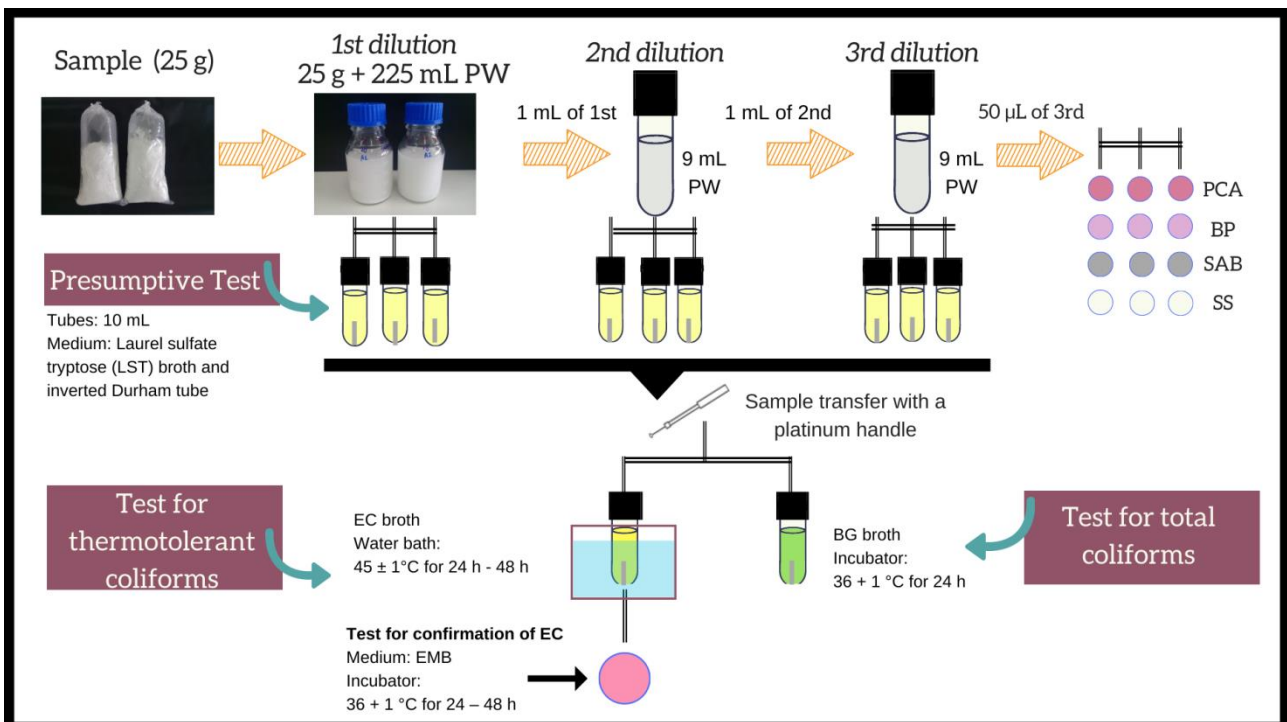 Sample (25 g)
1st dilution
25 g + 225 mL PW
1 mL of 1st
2nd dilution
9 mL
PW
1 mL of 2nd
3rd dilution
9 mL
PW
50 µL of 3rd
PCA
BP
SAB
SS
Presumptive Test
Tubes: 10 mL
Medium: Laurel sulfate
tryptose (LST) broth and
inverted Durham tube
Sample transfer with a
platinum handle
Test for
thermotolerant
coliforms
EC broth
Water bath:
45 ± 1°C for 24 h - 48 h
BG broth
Incubator:
36 + 1 °C for 24 h
Test for total
coliforms
Test for confirmation of EC
Medium: EMB
Incubator:
36 + 1 °C for 24 – 48 h